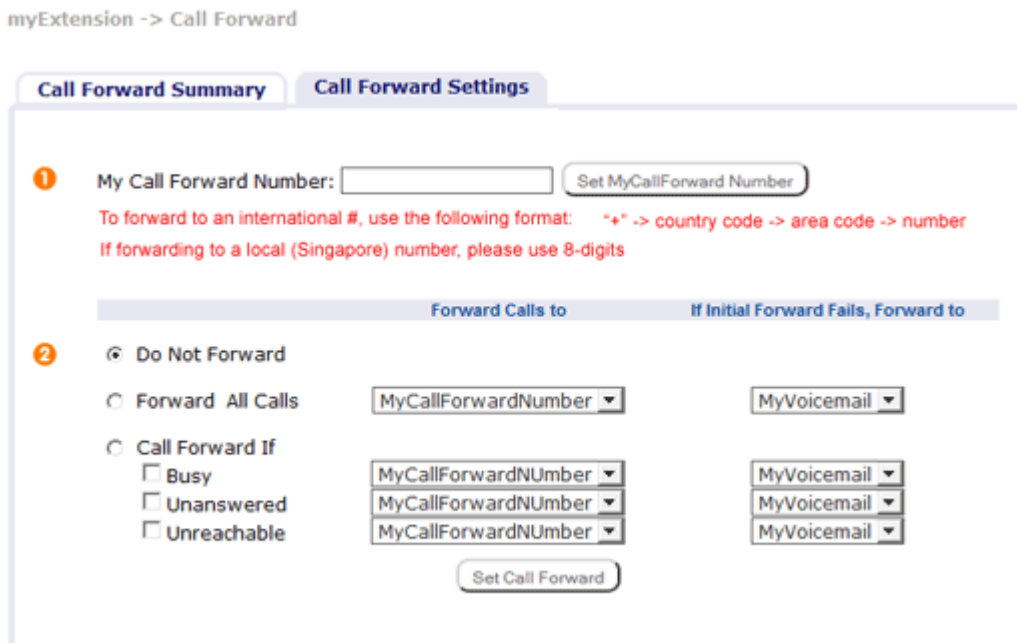 myExtension -> Call Forward
Call Forward Summary Call Forward Settings
1 My Call Forward Number: Set MyCallForward Number
To forward to an international #, use the following format: "+" -> country code -> area code -> number
If forwarding to a local (Singapore) number, please use 8-digits
Forward Calls to If Initial Forward Fails, Forward to
2 Do Not Forward
Forward All Calls MyCallForwardNumber MyVoicemail
Call Forward If
Busy MyCallForwardNUmber MyVoicemail
Unanswered MyCallForwardNUmber MyVoicemail
Unreachable MyCallForwardNUmber MyVoicemail
Set Call Forward